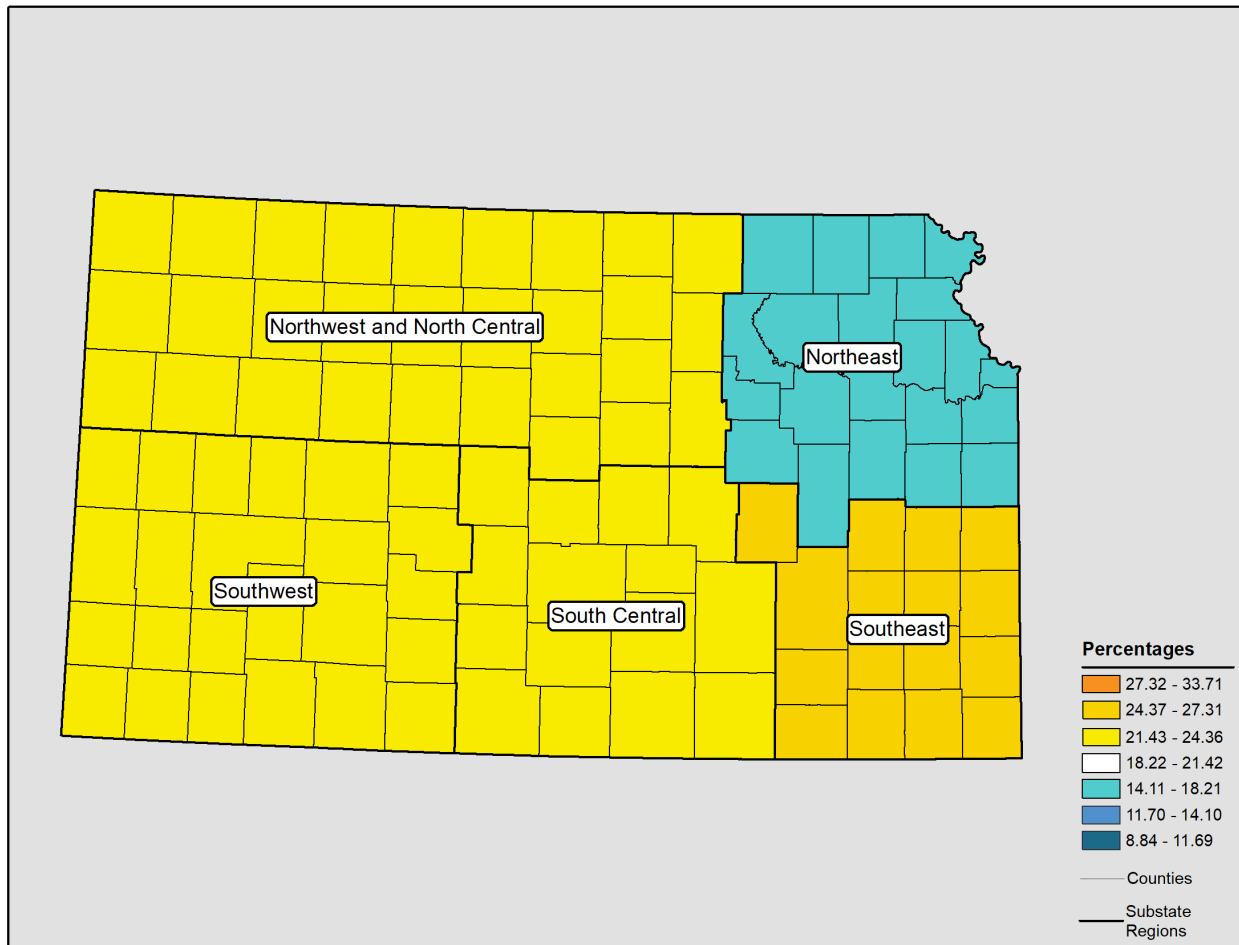 Northwest and North Central
Northeast
Southwest
South Central
Southeast
Percentages
27.32 - 33.71
24.37 - 27.31
21.43 - 24.36
18.22 - 21.42
14.11 - 18.21
11.70 - 14.10
8.84 - 11.69
Counties
Substate
Regions